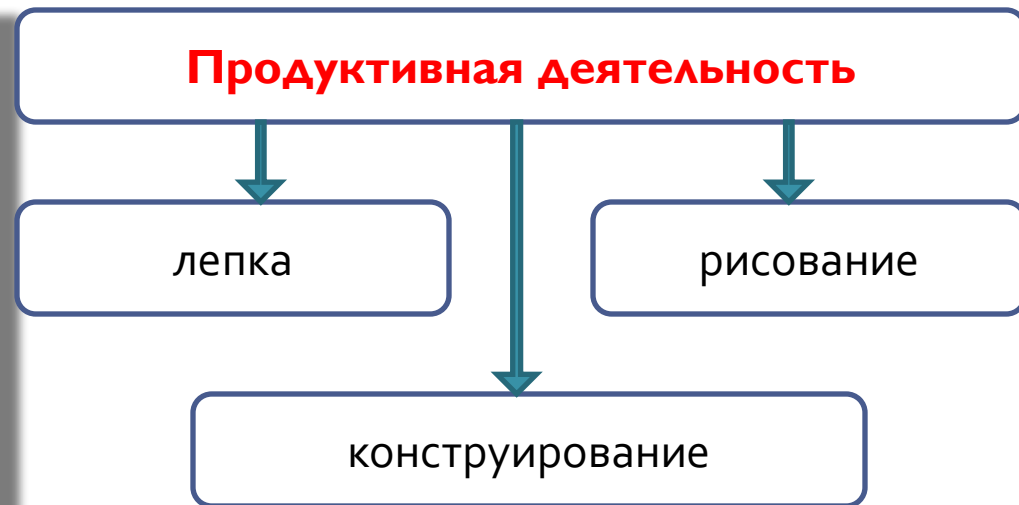 Продуктивная деятельность
лепка
рисование
конструирование